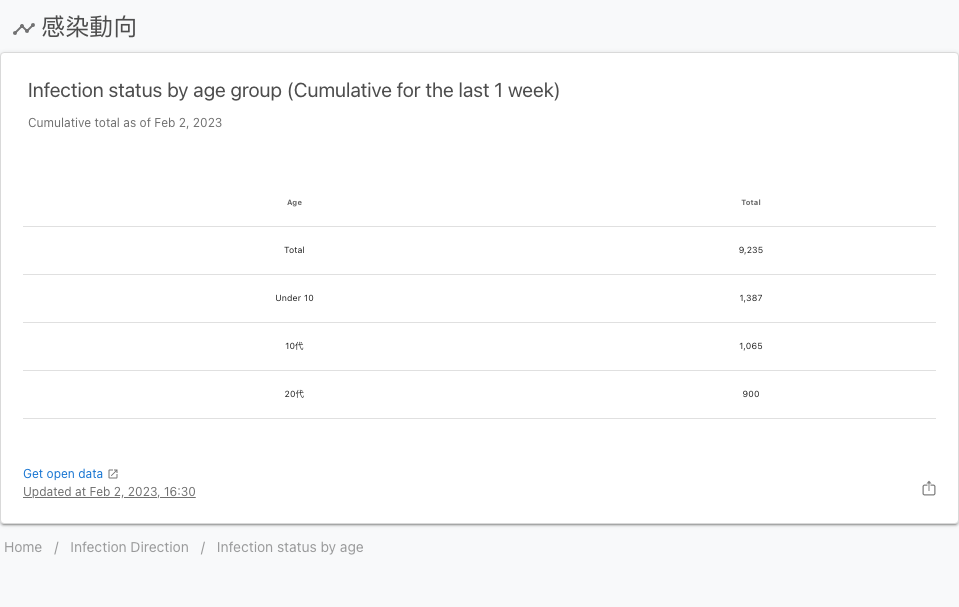 感染動向
Infection status by age group (Cumulative for the last 1 week)
Cumulative total as of Feb 2, 2023
Age Total
Total 9,235
Under 10 1,387
10代 1,065
20代 900
Get open data
Updated at Feb 2, 2023, 16:30
Home / Infection Direction / Infection status by age